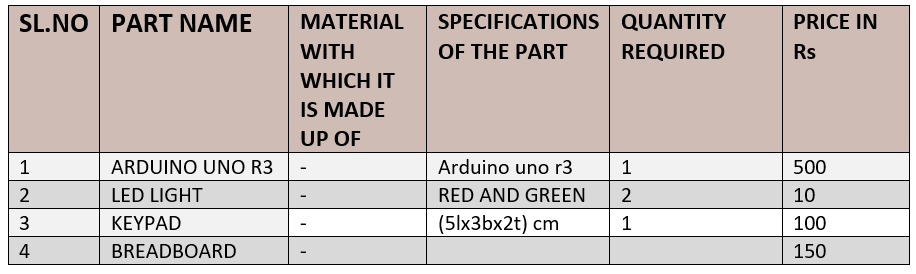 SL.NO PART NAME MATERIAL WITH WHICH IT IS MADE UP OF SPECIFICATIONS OF THE PART QUANTITY REQUIRED PRICE IN Rs
1 ARDUINO UNO R3 - Arduino uno r3 1 500
2 LED LIGHT - RED AND GREEN 2 10
3 KEYPAD - (5lx3bx2t) cm 1 100
4 BREADBOARD - 150